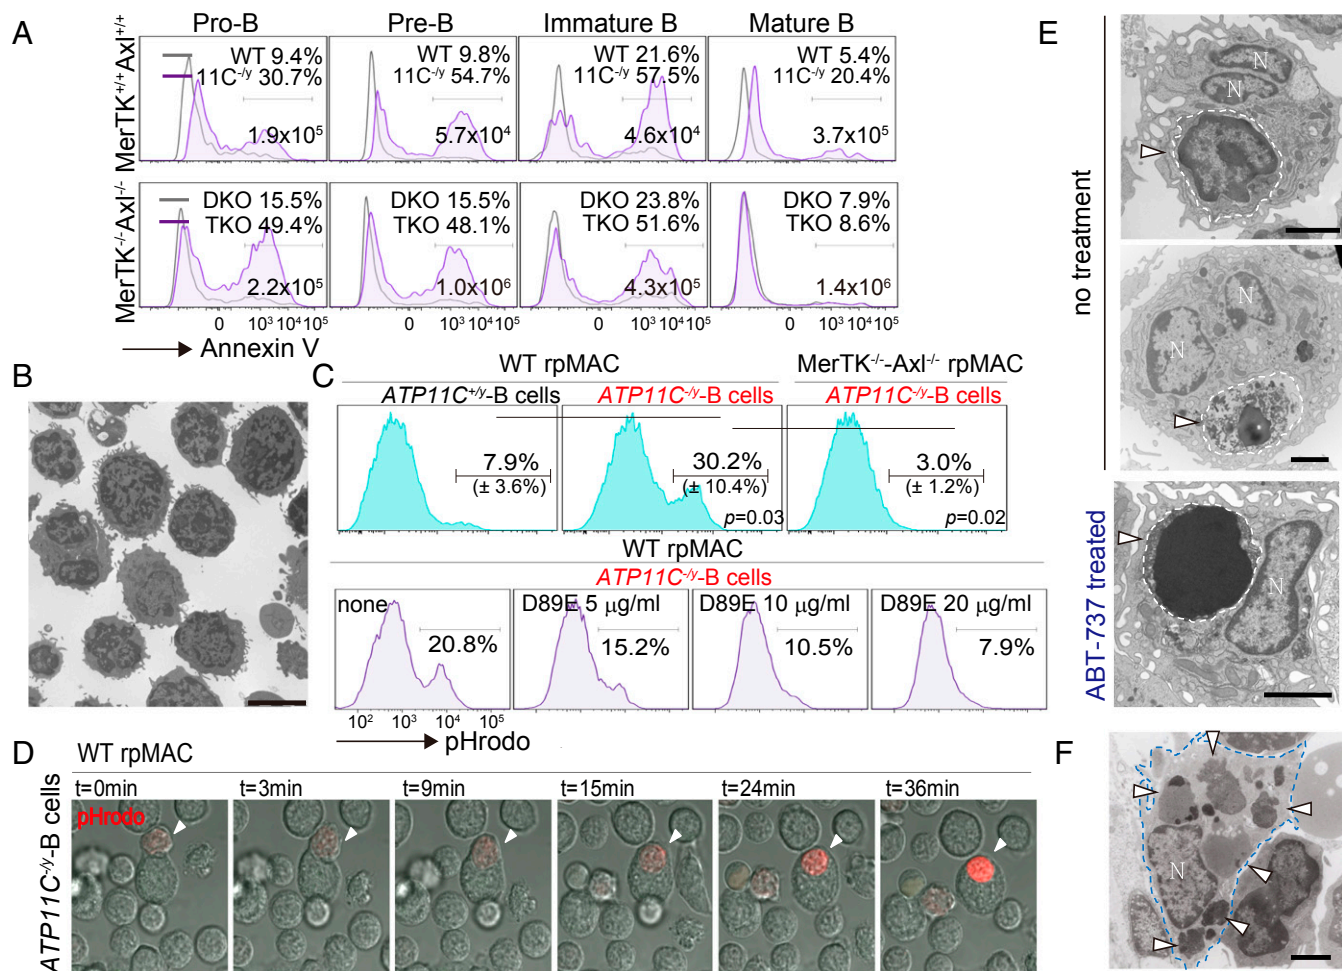 A
Pro-B
Pre-B
Immature B
Mature B
MerTK+/+Axl+/+
WT 9.4%
11C-/y 30.7%
1.9x10⁵
WT 9.8%
11C-/y 54.7%
5.7x10⁴
WT 21.6%
11C-/y 57.5%
4.6x10⁴
WT 5.4%
11C-/y 20.4%
3.7x10⁵
MerTK-/-Axl-/-
DKO 15.5%
TKO 49.4%
2.2x10⁵
DKO 15.5%
TKO 48.1%
1.0x10⁶
DKO 23.8%
TKO 51.6%
4.3x10⁵
DKO 7.9%
TKO 8.6%
1.4x10⁶
0 10³ 10⁴ 10⁵
0 10³ 10⁴ 10⁵
0 10³ 10⁴ 10⁵
0 10³ 10⁴ 10⁵
Annexin V
B
C
WT rpMAC
MerTK-/--Axl-/- rpMAC
ATP11C+/y-B cells
ATP11C-/y-B cells
ATP11C-/y-B cells
7.9%
(± 3.6%)
30.2%
(± 10.4%)
p=0.03
3.0%
(± 1.2%)
p=0.02
WT rpMAC
ATP11C-/y-B cells
none
20.8%
D89E 5 µg/ml
15.2%
D89E 10 µg/ml
10.5%
D89E 20 µg/ml
7.9%
10² 10³ 10⁴ 10⁵
pHrodo
D
WT rpMAC
ATP11C-/y-B cells
t=0min
t=3min
t=9min
t=15min
t=24min
t=36min
pHrodo
E
no treatment
N
N
N
N
ABT-737 treated
N
F
N